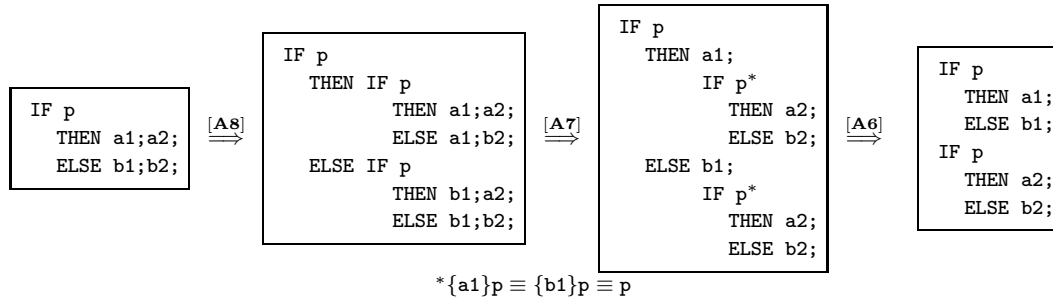 IF p
THEN a1;a2;
ELSE b1;b2;
[A8]
⟹
IF p
THEN IF p
THEN a1;a2;
ELSE a1;b2;
ELSE IF p
THEN b1;a2;
ELSE b1;b2;
[A7]
⟹
IF p
THEN a1;
IF p*
THEN a2;
ELSE b2;
ELSE b1;
IF p*
THEN a2;
ELSE b2;
[A6]
⟹
IF p
THEN a1;
ELSE b1;
IF p
THEN a2;
ELSE b2;
*{a1}p ≡ {b1}p ≡ p